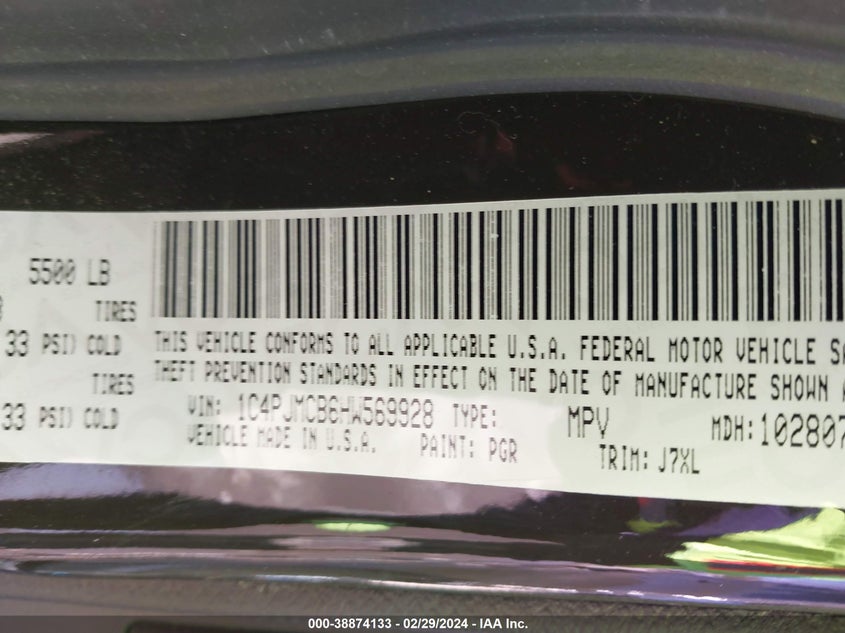 5500 LB
TIRES
33 PSI) COLD
TIRES
33 PSI) COLD
THIS VEHICLE CONFORMS TO ALL APPLICABLE U.S.A. FEDERAL MOTOR VEHICLE SA
THEFT PREVENTION STANDARDS IN EFFECT ON THE DATE OF MANUFACTURE SHOWN A
VIN: 1C4PJMCB6HW569928 TYPE: MPV MDH: 102807
VEHICLE MADE IN U.S.A. PAINT: PGR TRIM: J7XL
000-38874133 - 02/29/2024 - IAA Inc.